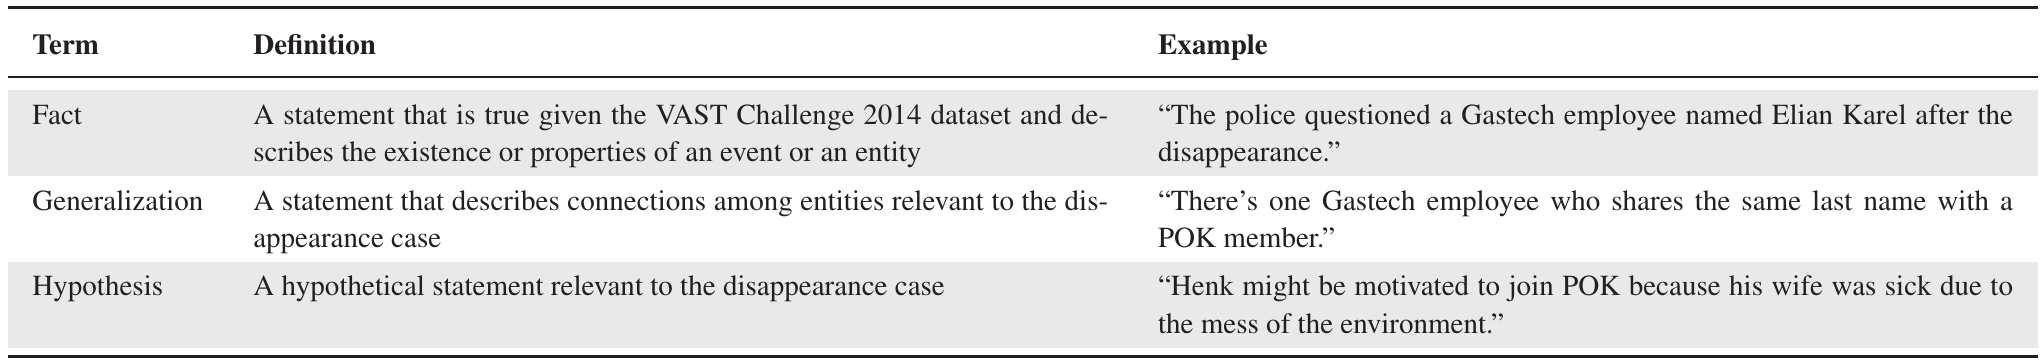 Term Definition Example
Fact A statement that is true given the VAST Challenge 2014 dataset and de- “The police questioned a Gastech employee named Elian Karel after the
scribes the existence or properties of an event or an entity disappearance.”
Generalization A statement that describes connections among entities relevant to the dis- “There’s one Gastech employee who shares the same last name with a
appearance case POK member.”
Hypothesis A hypothetical statement relevant to the disappearance case “Henk might be motivated to join POK because his wife was sick due to
the mess of the environment.”